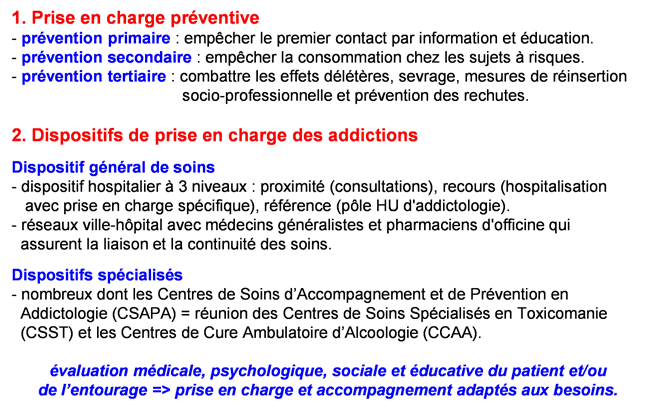 1. Prise en charge préventive
- prévention primaire : empêcher le premier contact par information et éducation.
- prévention secondaire : empêcher la consommation chez les sujets à risques.
- prévention tertiaire : combattre les effets délétères, sevrage, mesures de réinsertion
socio-professionnelle et prévention des rechutes.
2. Dispositifs de prise en charge des addictions
Dispositif général de soins
- dispositif hospitalier à 3 niveaux : proximité (consultations), recours (hospitalisation
avec prise en charge spécifique), référence (pôle HU d'addictologie).
- réseaux ville-hôpital avec médecins généralistes et pharmaciens d'officine qui
assurent la liaison et la continuité des soins.
Dispositifs spécialisés
- nombreux dont les Centres de Soins d’Accompagnement et de Prévention en
Addictologie (CSAPA) = réunion des Centres de Soins Spécialisés en Toxicomanie
(CSST) et les Centres de Cure Ambulatoire d’Alcoologie (CCAA).
évaluation médicale, psychologique, sociale et éducative du patient et/ou
de l’entourage => prise en charge et accompagnement adaptés aux besoins.